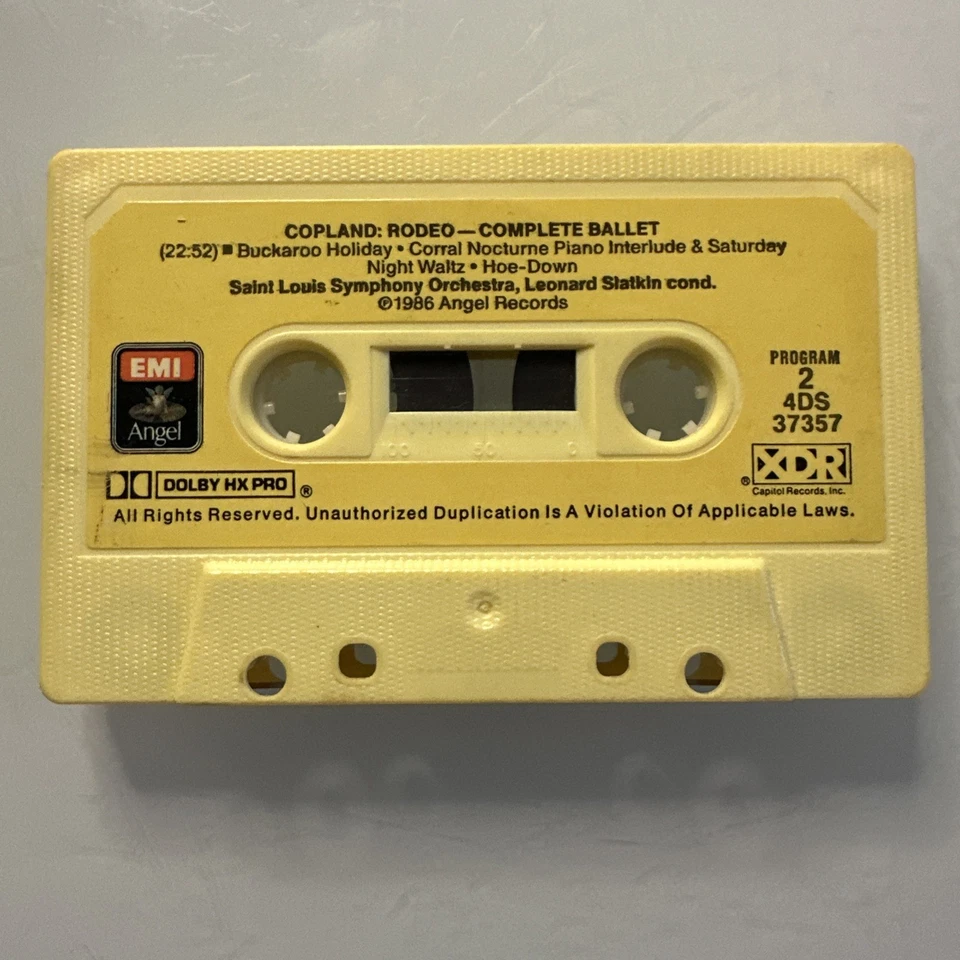 COPLAND: RODEO — COMPLETE BALLET
(22:52) ■ Buckaroo Holiday • Corral Nocturne Piano Interlude & Saturday
Night Waltz • Hoe-Down
Saint Louis Symphony Orchestra, Leonard Slatkin cond.
℗1986 Angel Records
EMI
Angel
PROGRAM
2
4DS
37357
100 50 0
DOLBY HX PRO ®
® XDR
Capitol Records, Inc.
All Rights Reserved. Unauthorized Duplication Is A Violation Of Applicable Laws.